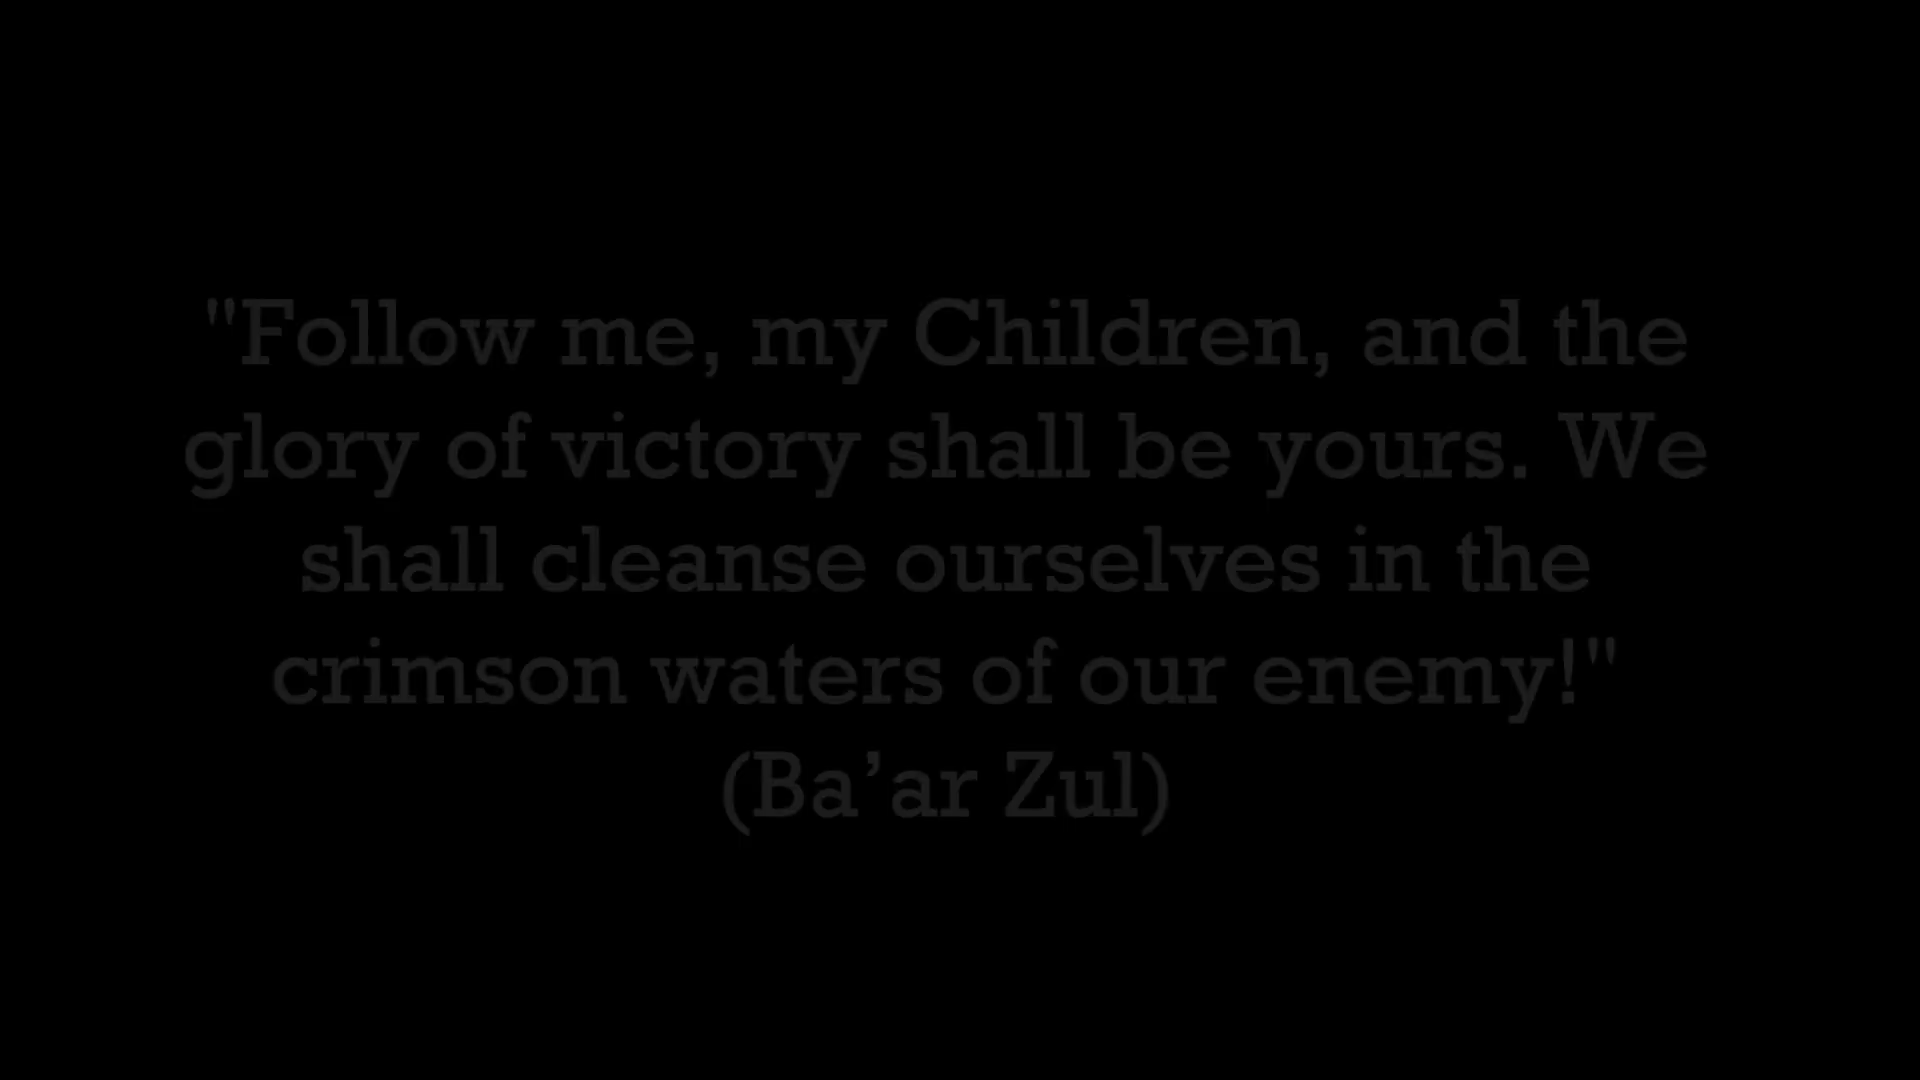 "Follow me, my Children, and the
glory of victory shall be yours. We
shall cleanse ourselves in the
crimson waters of our enemy!"
(Ba’ar Zul)